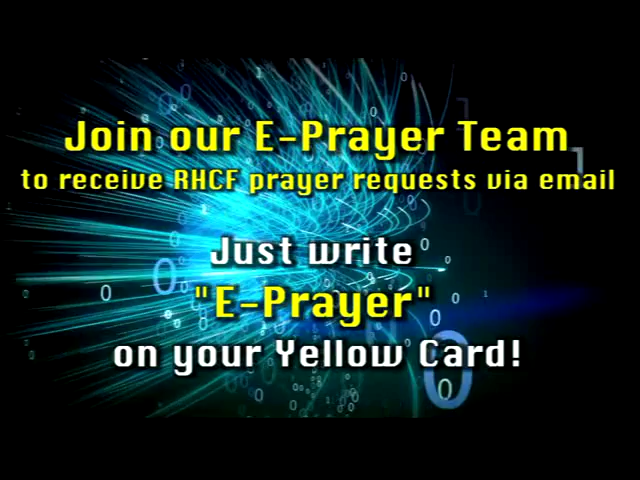 Join our E-Prayer Team
to receive RHCF prayer requests via email
Just write
"E-Prayer"
on your Yellow Card!